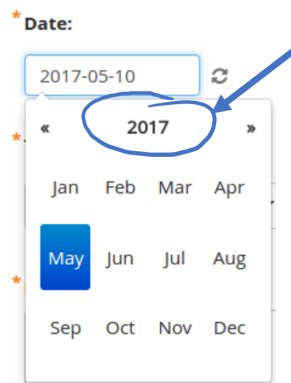 * Date:
2017-05-10
« 2017 »
*
Jan Feb Mar Apr
May Jun Jul Aug
*
Sep Oct Nov Dec